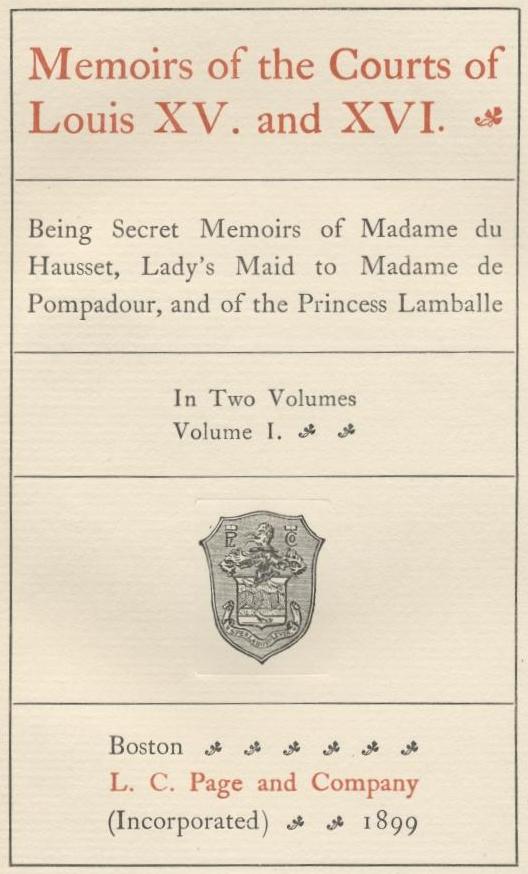 Memoirs of the Courts of
Louis XV. and XVI.
Being Secret Memoirs of Madame du
Hausset, Lady's Maid to Madame de
Pompadour, and of the Princess Lamballe
In Two Volumes
Volume I.
Boston
L. C. Page and Company
(Incorporated) 1899